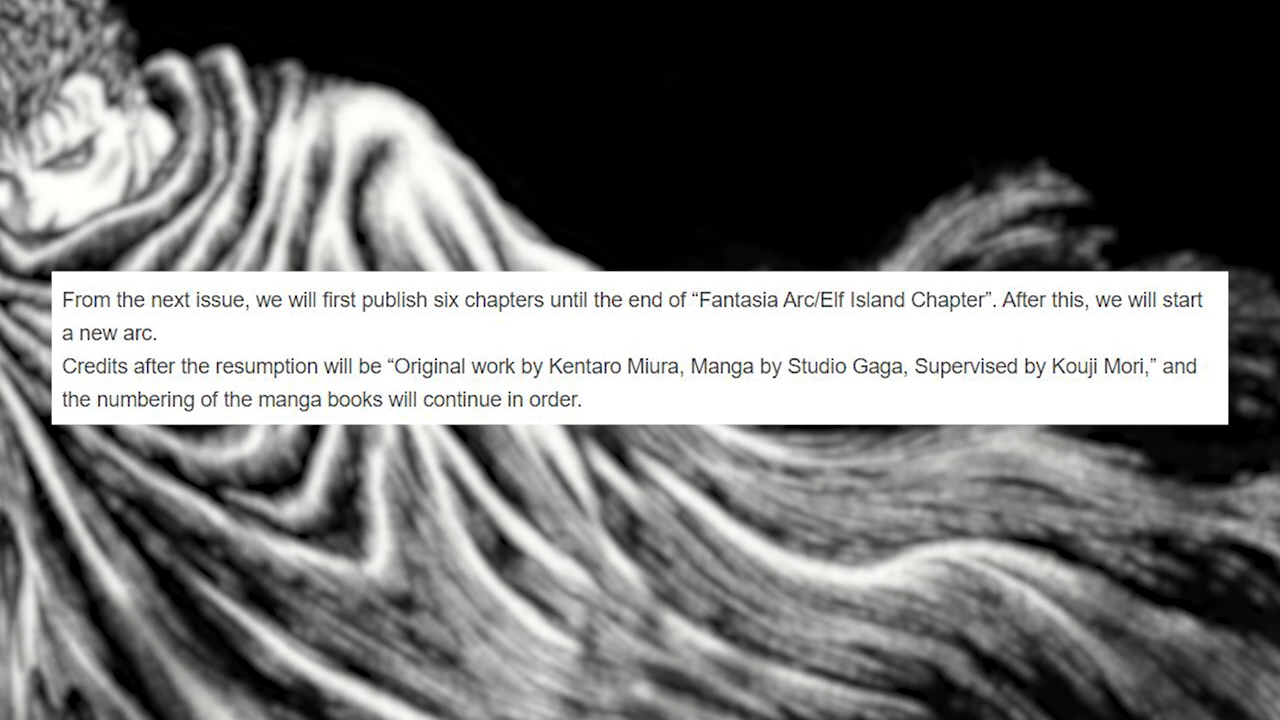 From the next issue, we will first publish six chapters until the end of “Fantasia Arc/Elf Island Chapter”. After this, we will start
a new arc.
Credits after the resumption will be “Original work by Kentaro Miura, Manga by Studio Gaga, Supervised by Kouji Mori,” and
the numbering of the manga books will continue in order.